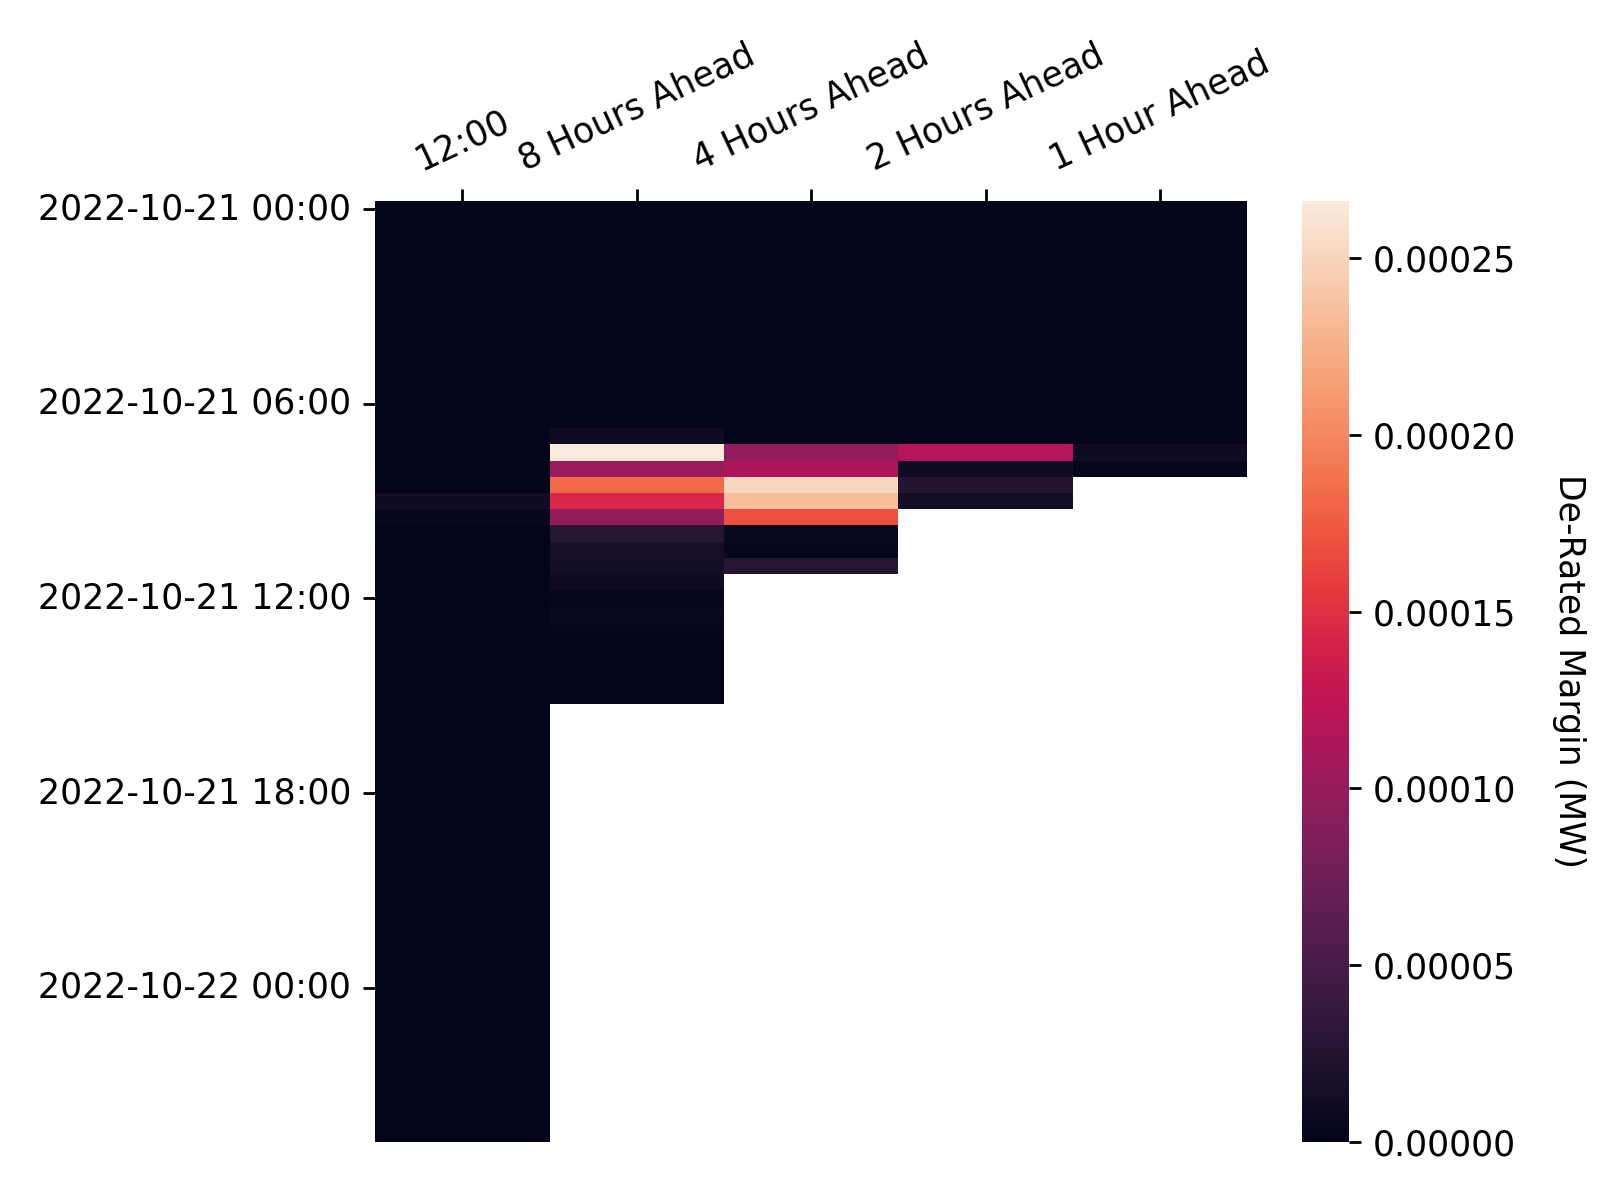 12:00
8 Hours Ahead
4 Hours Ahead
2 Hours Ahead
1 Hour Ahead
2022-10-21 00:00
2022-10-21 06:00
2022-10-21 12:00
2022-10-21 18:00
2022-10-22 00:00
0.00025
0.00020
0.00015
0.00010
0.00005
0.00000
De-Rated Margin (MW)